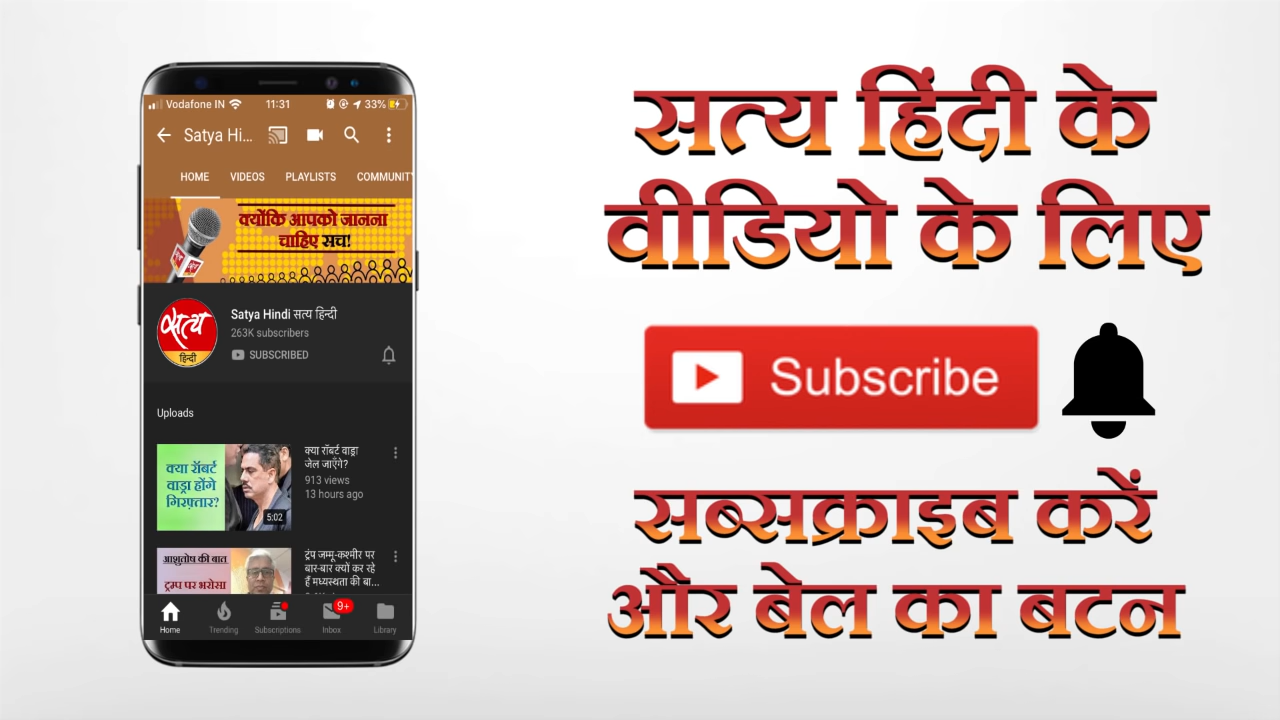 Vodafone IN
11:31
33%
Satya Hi...
HOME VIDEOS PLAYLISTS COMMUNIT
क्योंकि आपको जानना
चाहिए सच!
सत्य
हिन्दी
Satya Hindi सत्य हिन्दी
263K subscribers
SUBSCRIBED
Uploads
क्या रॉबर्ट
वाड्रा होंगे
गिरफ़्तार?
5:02
क्या रॉबर्ट वाड्रा
जेल जाएँगे?
913 views
13 hours ago
आशुतोष की बात
ट्रम्प पर भरोसा
ट्रंप जम्मू-कश्मीर पर
बार-बार क्यों कर रहे
हैं मध्यस्थता की बा...
9+
Home Trending Subscriptions Inbox Library
सत्य हिंदी के
वीडियो के लिए
Subscribe
सब्सक्राइब करें
और बेल का बटन